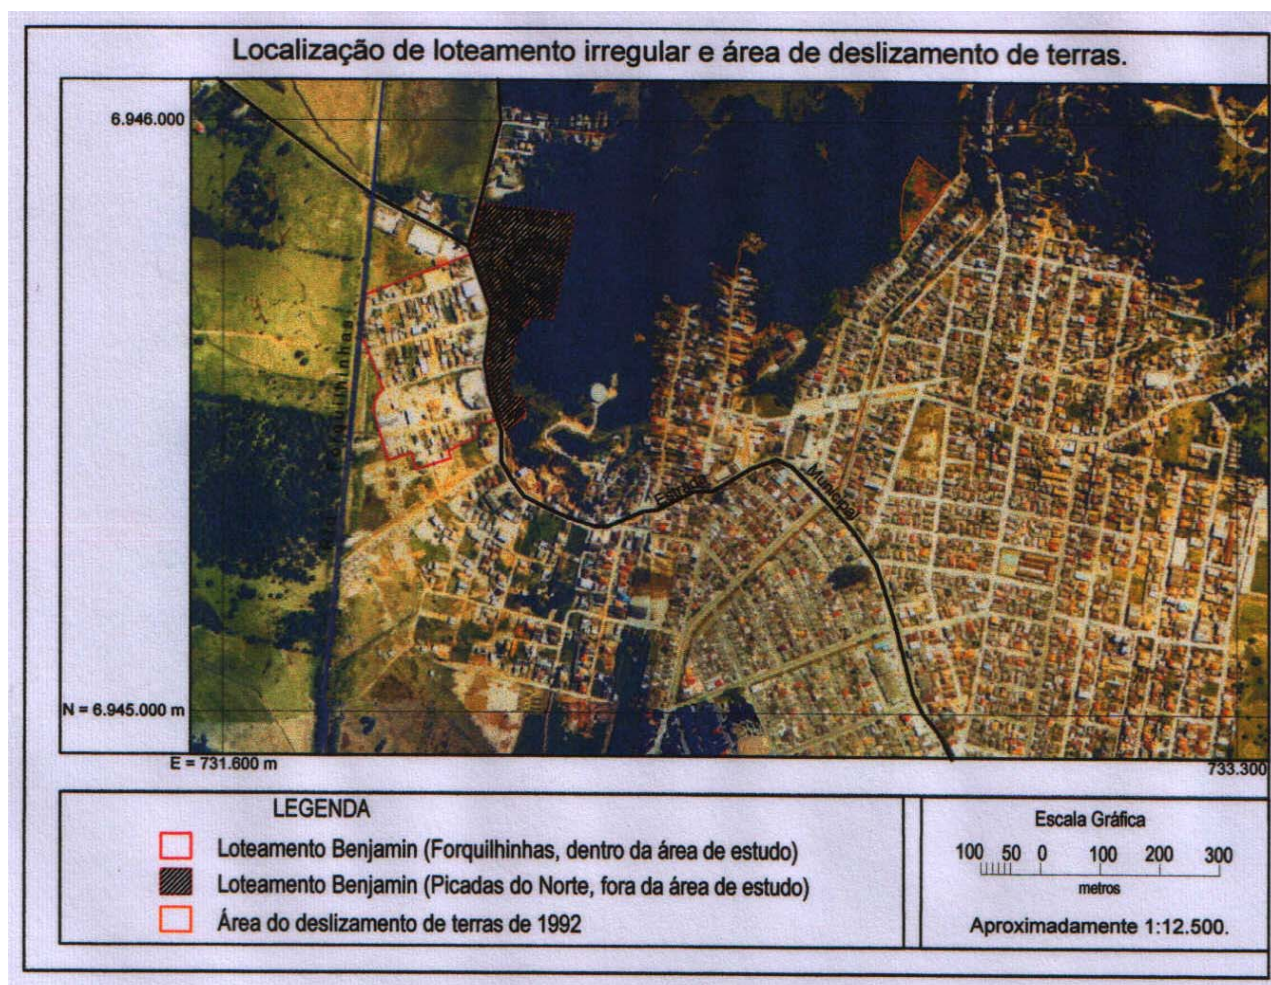 Localização de loteamento irregular e área de deslizamento de terras.
6.946.000
Forquilhinhas
Estrada Municipal
N = 6.945.000 m
E = 731.600 m
733.300
LEGENDA
Loteamento Benjamin (Forquilhinhas, dentro da área de estudo)
Loteamento Benjamin (Picadas do Norte, fora da área de estudo)
Área do deslizamento de terras de 1992
Escala Gráfica
100 50 0 100 200 300
metros
Aproximadamente 1:12.500.